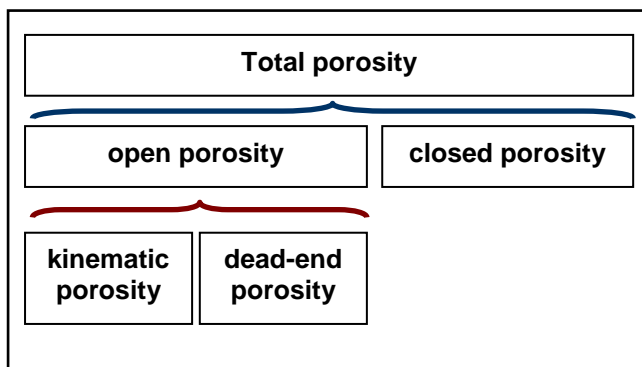 Total porosity
open porosity
closed porosity
kinematic
porosity
dead-end
porosity